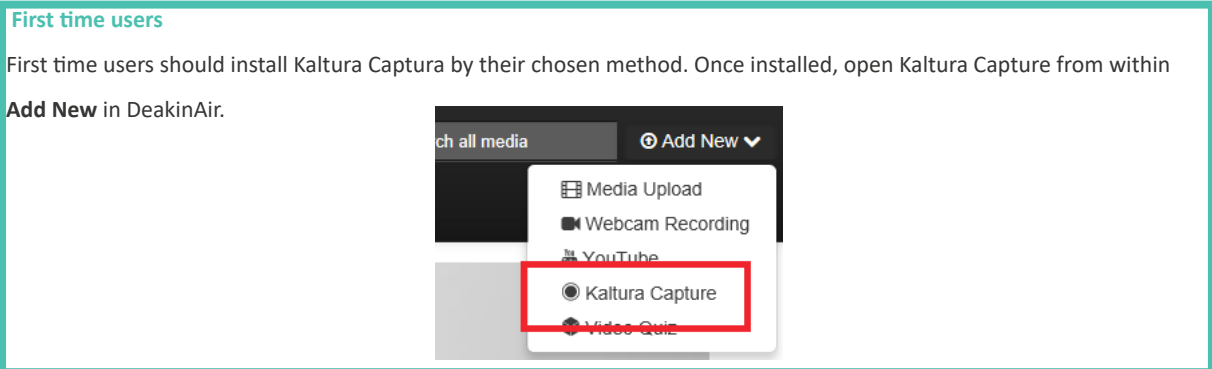 First time users
First time users should install Kaltura Captura by their chosen method. Once installed, open Kaltura Capture from within
Add New in DeakinAir.
ch all media
Add New
Media Upload
Webcam Recording
YouTube
Kaltura Capture
Video Quiz